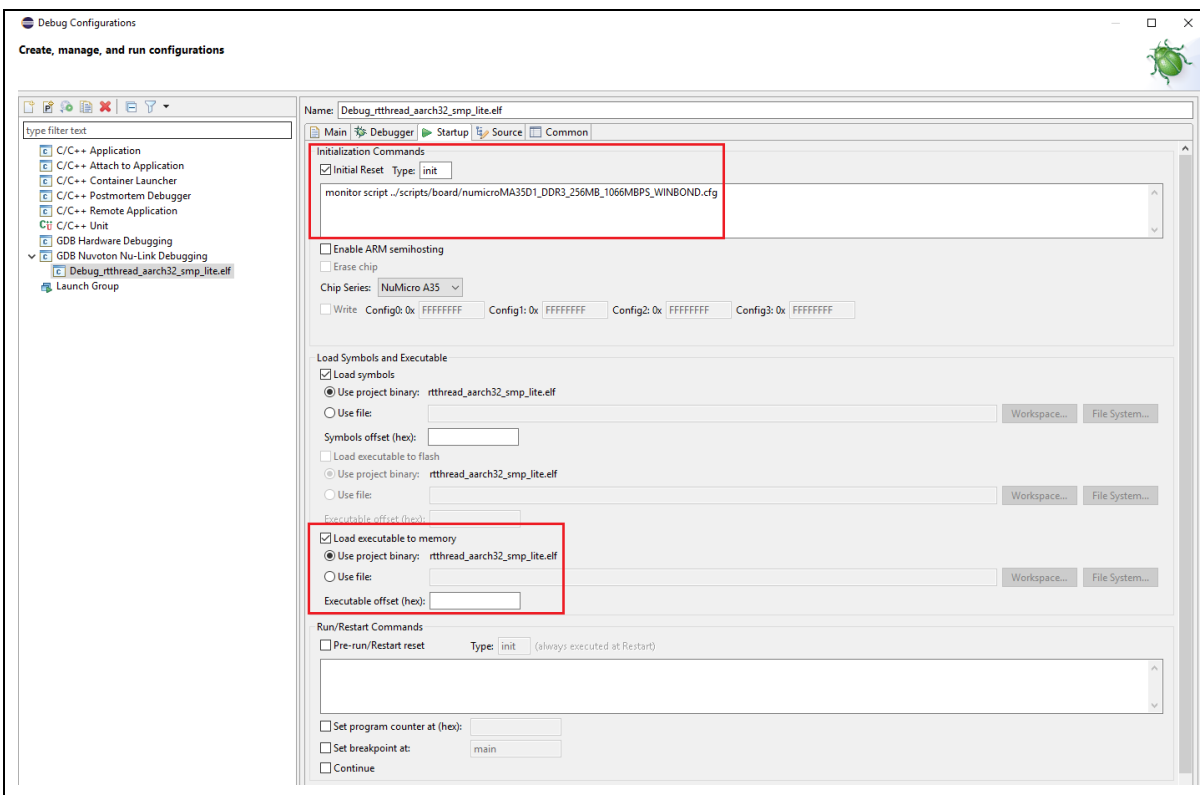 Debug Configurations
Create, manage, and run configurations
type filter text
C/C++ Application
C/C++ Attach to Application
C/C++ Container Launcher
C/C++ Postmortem Debugger
C/C++ Remote Application
C/C++ Unit
GDB Hardware Debugging
GDB Nuvoton Nu-Link Debugging
Debug_rtthread_aarch32_smp_lite.elf
Launch Group
Name: Debug_rtthread_aarch32_smp_lite.elf
Main Debugger Startup Source Common
Initialization Commands
Initial Reset Type: init
monitor script ../scripts/board/numicroMA35D1_DDR3_256MB_1066MBPS_WINBOND.cfg
Enable ARM semihosting
Erase chip
Chip Series: NuMicro A35
Write Config0: 0x FFFFFFFF Config1: 0x FFFFFFFF Config2: 0x FFFFFFFF Config3: 0x FFFFFFFF
Load Symbols and Executable
Load symbols
Use project binary: rtthread_aarch32_smp_lite.elf
Use file: Workspace... File System...
Symbols offset (hex):
Load executable to flash
Use project binary: rtthread_aarch32_smp_lite.elf
Use file: Workspace... File System...
Executable offset (hex):
Load executable to memory
Use project binary: rtthread_aarch32_smp_lite.elf
Use file: Workspace... File System...
Executable offset (hex):
Run/Restart Commands
Pre-run/Restart reset Type: init (always executed at Restart)
Set program counter at (hex):
Set breakpoint at: main
Continue